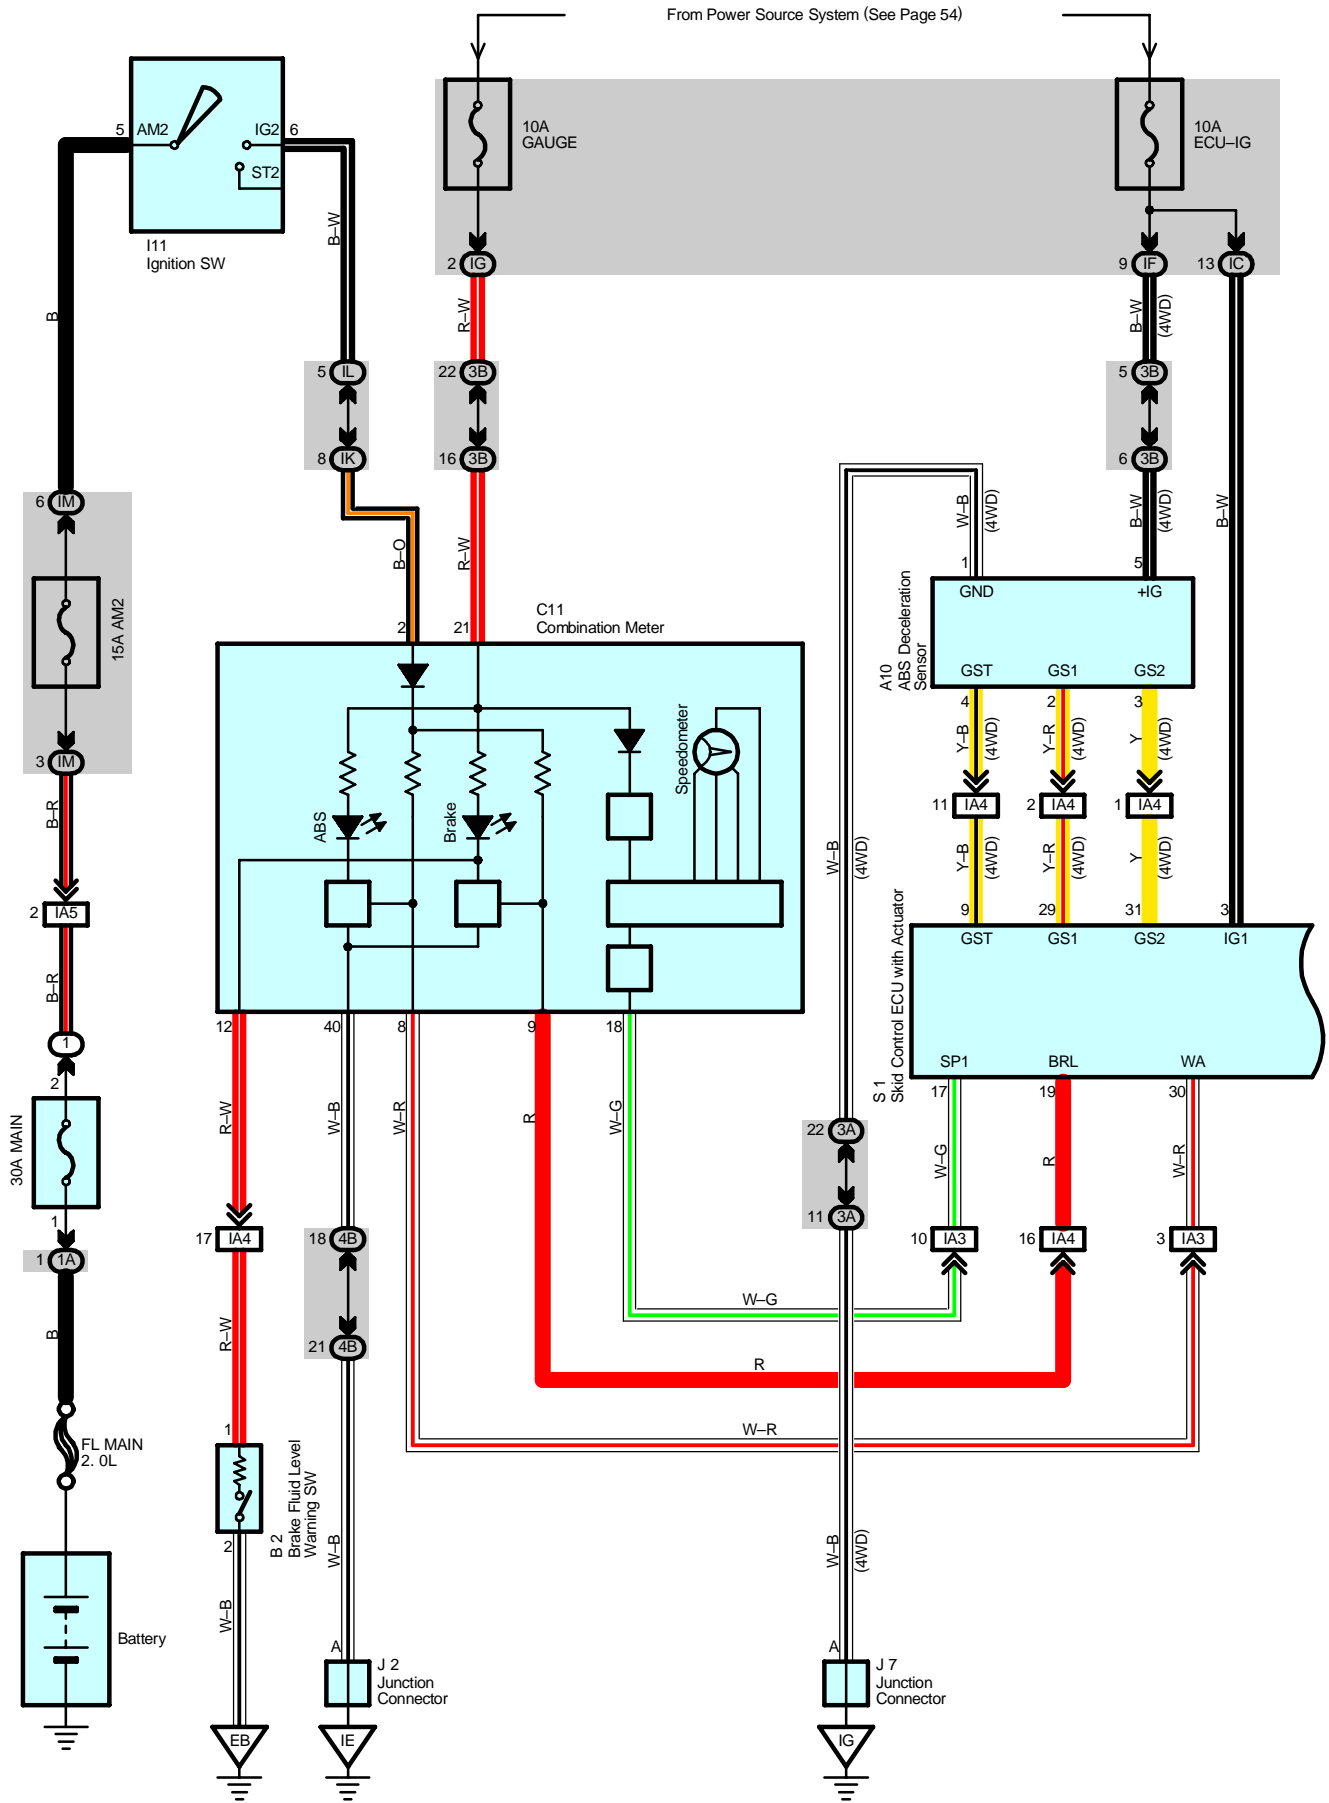 From Power Source System (See Page 54)
10A
GAUGE
10A
ECU–IG
5
AM2
IG2
6
ST2
I11
Ignition SW
B–W
B
2
IG
9
IF
13
IC
R–W
B–W
(4WD)
5
IL
22
3B
5
3B
8
IK
16
3B
6
3B
6
IM
15A AM2
3
IM
B–O
R–W
W–B
(4WD)
B–W
(4WD)
B–W
1
5
GND
+IG
A10
ABS Deceleration
Sensor
GST
GS1
GS2
4
2
3
Y–B
(4WD)
Y–R
(4WD)
Y
(4WD)
11
IA4
2
IA4
1
IA4
Y–B
(4WD)
Y–R
(4WD)
Y
(4WD)
9
29
31
3
GST
GS1
GS2
IG1
S 1
Skid Control ECU with Actuator
SP1
BRL
WA
17
19
30
C11
Combination Meter
2
21
ABS
Brake
Speedometer
12
40
8
9
18
B–R
2
IA5
B–R
1
2
30A MAIN
1
1
1A
B
FL MAIN
2. 0L
Battery
R–W
W–B
W–R
R
W–G
W–B
(4WD)
W–G
R
W–R
22
3A
11
3A
17
IA4
18
4B
10
IA3
16
IA4
3
IA3
W–G
R
W–R
R–W
21
4B
1
B 2
Brake Fluid Level
Warning SW
2
W–B
W–B
W–B
(4WD)
A
J 2
Junction
Connector
A
J 7
Junction
Connector
EB
IE
IG